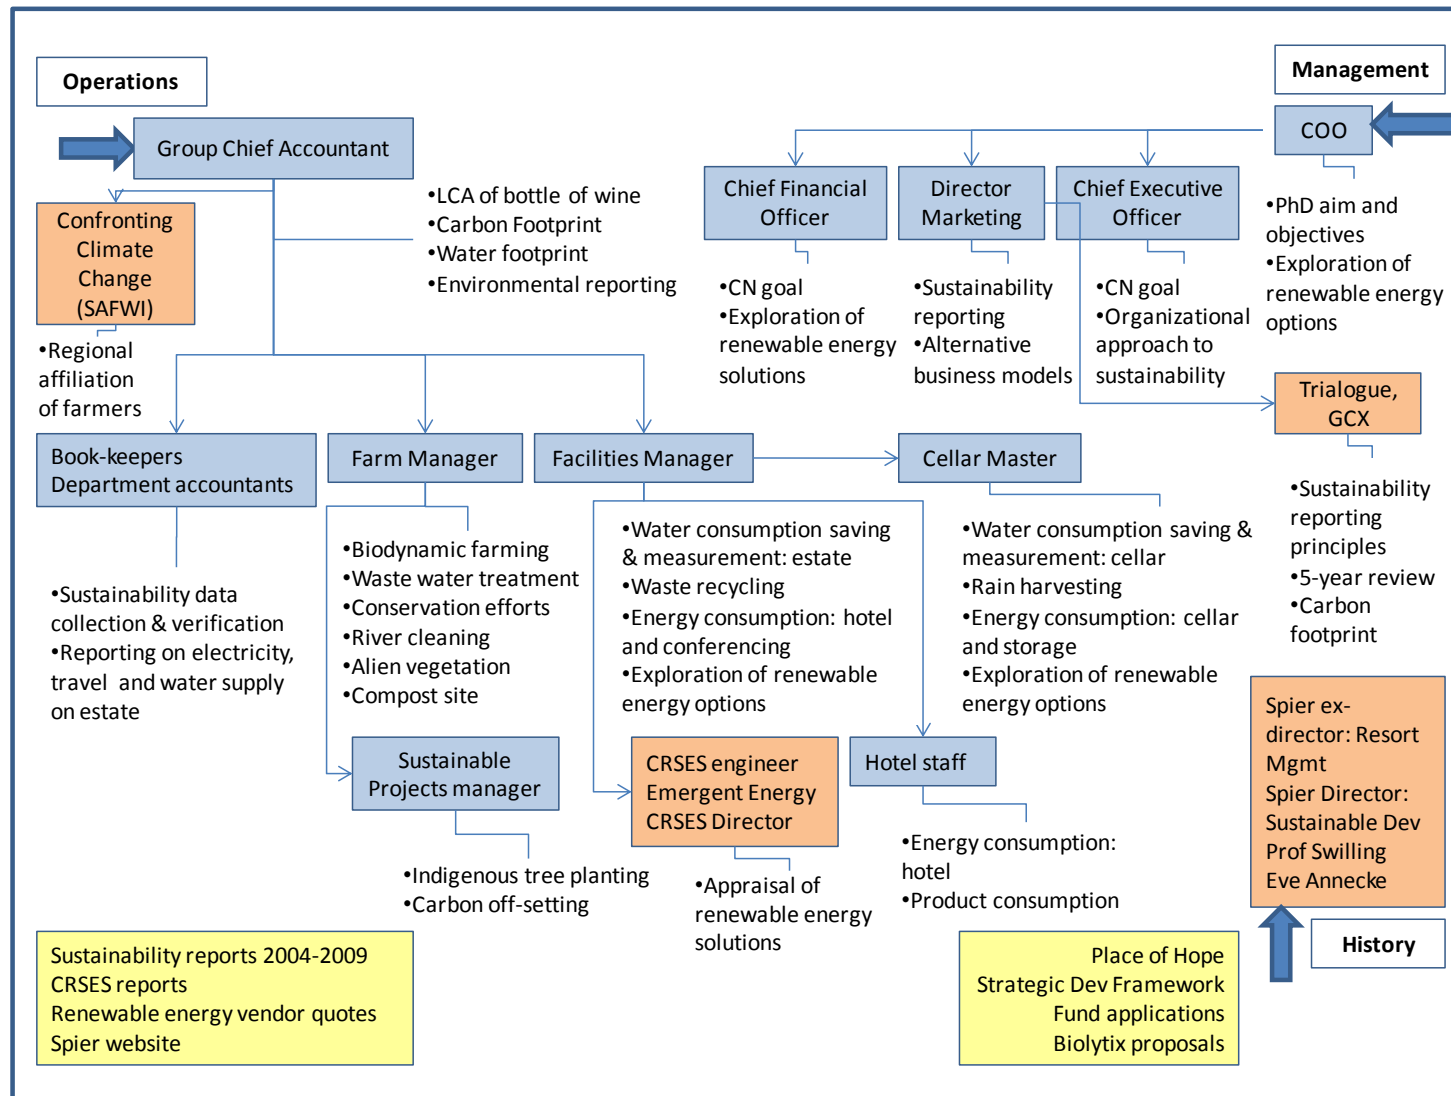 Operations
Management
Group Chief Accountant
COO
Confronting
Climate
Change
(SAFWI)
•LCA of bottle of wine
•Carbon Footprint
•Water footprint
•Environmental reporting
Chief Financial
Officer
Director
Marketing
Chief Executive
Officer
•PhD aim and
objectives
•Exploration of
renewable energy
options
•CN goal
•Exploration of
renewable energy
solutions
•Sustainability
reporting
•Alternative
business models
•CN goal
•Organizational
approach to
sustainability
•Regional
affiliation
of farmers
Trialogue,
GCX
Book-keepers
Department accountants
Farm Manager
Facilities Manager
Cellar Master
•Sustainability
reporting
principles
•5-year review
•Carbon
footprint
•Sustainability data
collection & verification
•Reporting on electricity,
travel and water supply
on estate
•Biodynamic farming
•Waste water treatment
•Conservation efforts
•River cleaning
•Alien vegetation
•Compost site
•Water consumption saving
& measurement: estate
•Waste recycling
•Energy consumption: hotel
and conferencing
•Exploration of renewable
energy options
•Water consumption saving &
measurement: cellar
•Rain harvesting
•Energy consumption: cellar
and storage
•Exploration of renewable
energy options
Spier ex-
director: Resort
Mgmt
Spier Director:
Sustainable Dev
Prof Swilling
Eve Annecke
Sustainable
Projects manager
CRSES engineer
Emergent Energy
CRSES Director
Hotel staff
•Indigenous tree planting
•Carbon off-setting
•Appraisal of
renewable energy
solutions
•Energy consumption:
hotel
•Product consumption
History
Sustainability reports 2004-2009
CRSES reports
Renewable energy vendor quotes
Spier website
Place of Hope
Strategic Dev Framework
Fund applications
Biolytix proposals